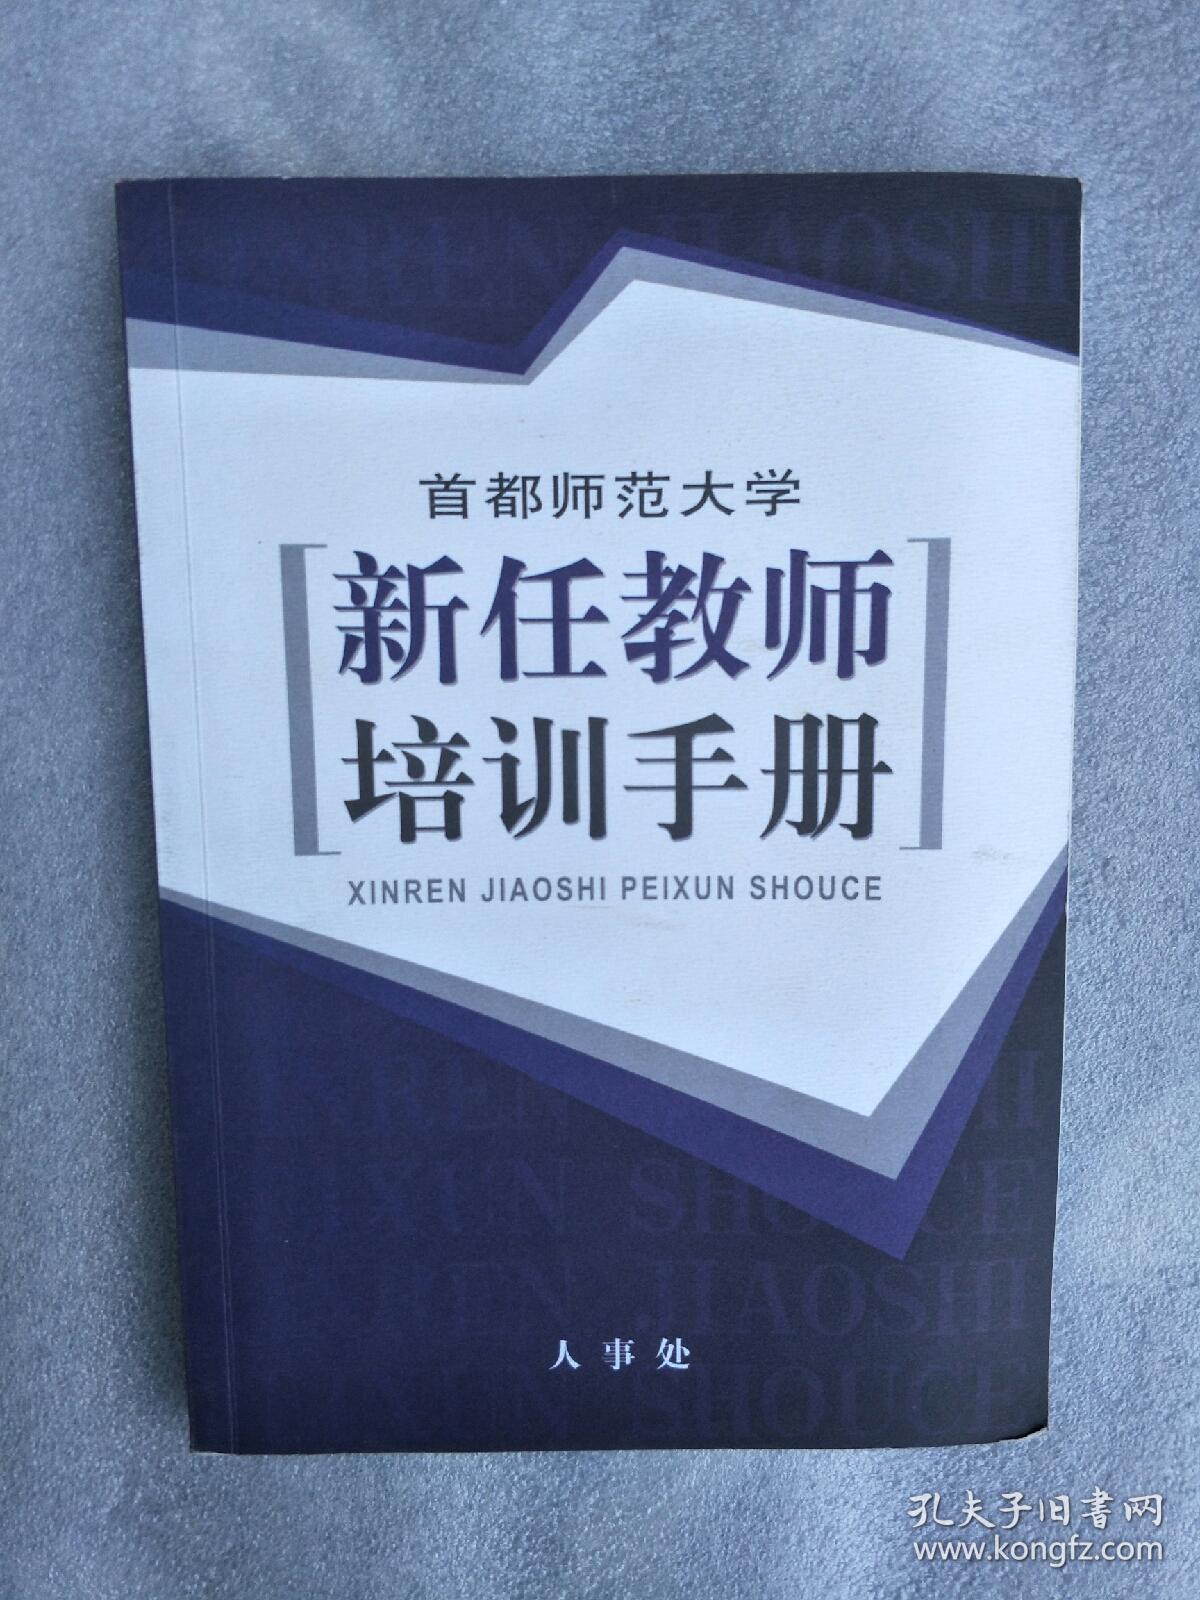 首都师范大学
新任教师
培训手册
XINREN JIAOSHI PEIXUN SHOUCE
人事处
孔夫子旧书网
www.kongfz.com